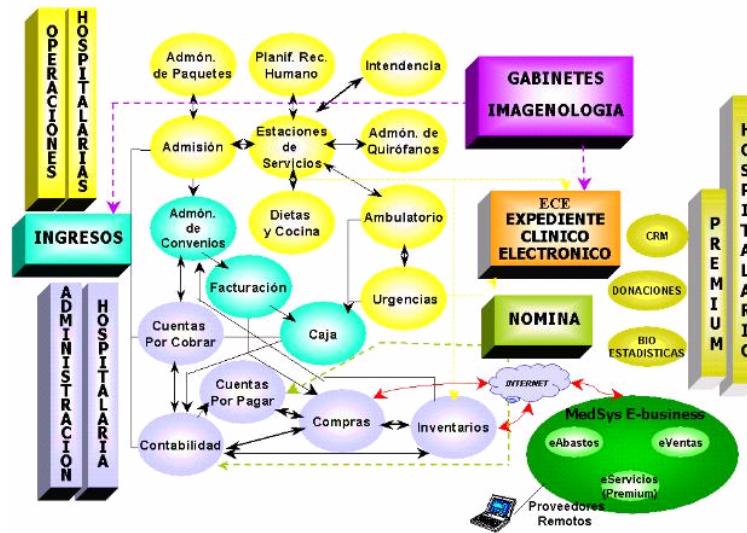 OPERACIONES
HOSPITALARIAS
Admón.
de Paquetes
Planif. Rec.
Humano
Intendencia
GABINETES
IMAGENOLOGIA
Admisión
Estaciones
de
Servicios
Admón. de
Quirófanos
INGRESOS
Admón.
de
Convenios
Dietas
y Cocina
Ambulatorio
ECE
EXPEDIENTE
CLINICO
ELECTRONICO
CRM
PREMIUM
HOSPITALARIO
Facturación
Urgencias
DONACIONES
ADMINISTRACIÓN
HOSPITALARIA
Cuentas
Por Cobrar
Caja
NOMINA
BIO
ESTADISTICAS
Cuentas
Por Pagar
INTERNET
Contabilidad
Compras
Inventarios
MedSys E-business
eAbastos
eVentas
eServicios
(Premium)
Proveedores
Remotos